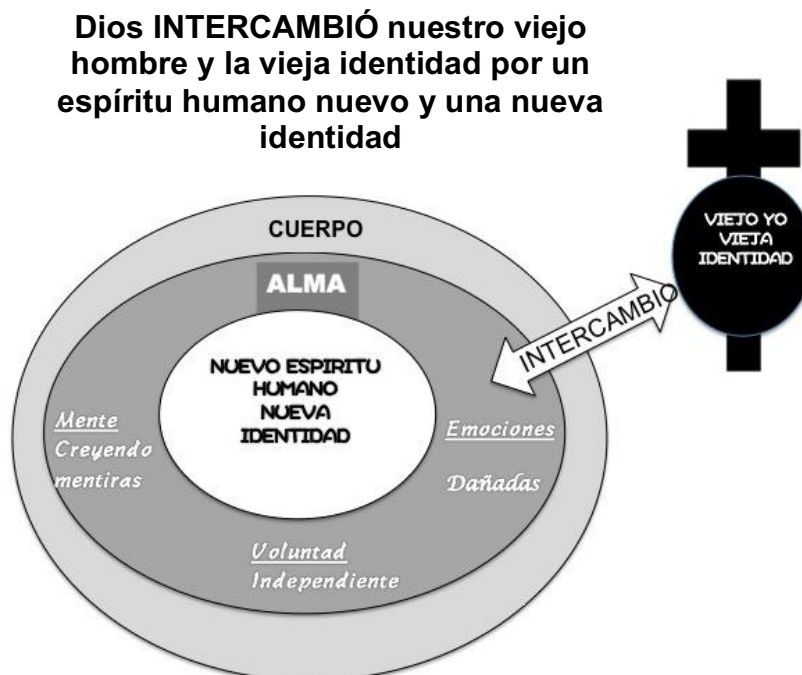 Dios INTERCAMBIÓ nuestro viejo
hombre y la vieja identidad por un
espíritu humano nuevo y una nueva
identidad
CUERPO
ALMA
NUEVO ESPIRITU
HUMANO
NUEVA
IDENTIDAD
Mente
Creyendo
mentiras
Emociones
Dañadas
Voluntad
Independiente
INTERCAMBIO
VIEJO YO
VIEJA
IDENTIDAD